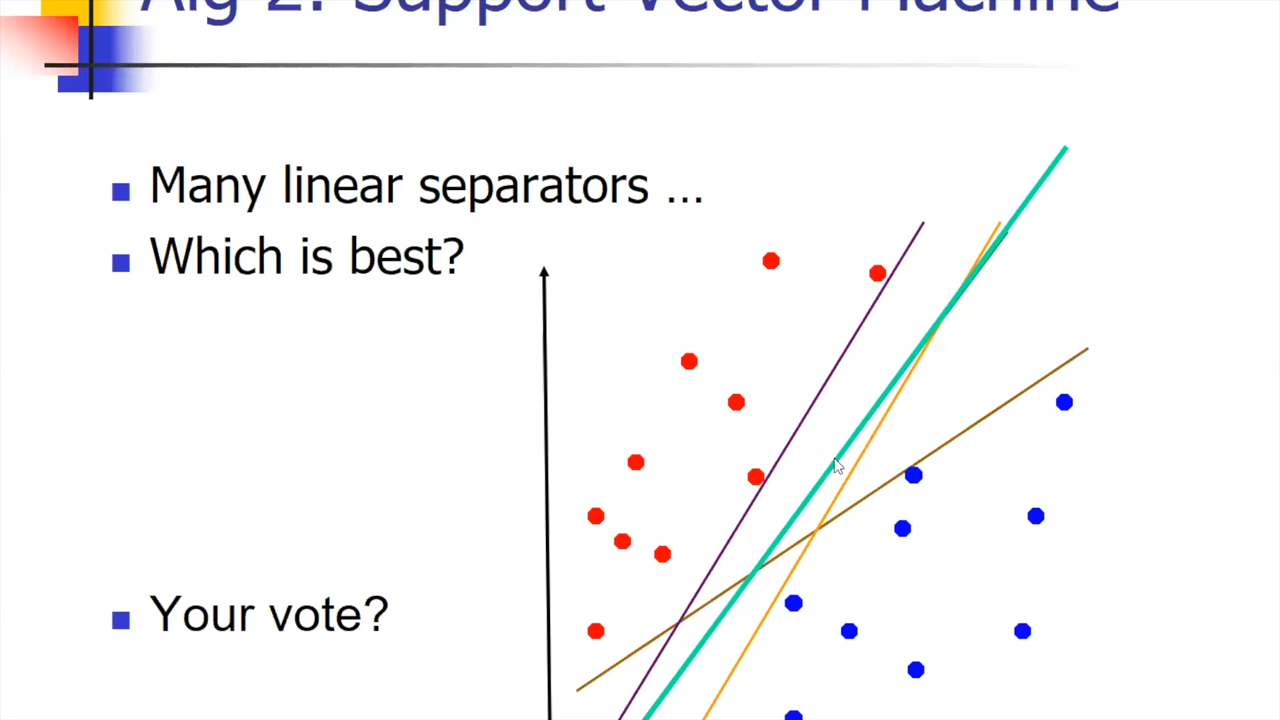 Alg 2: Support Vector Machine
Many linear separators …
Which is best?
Your vote?